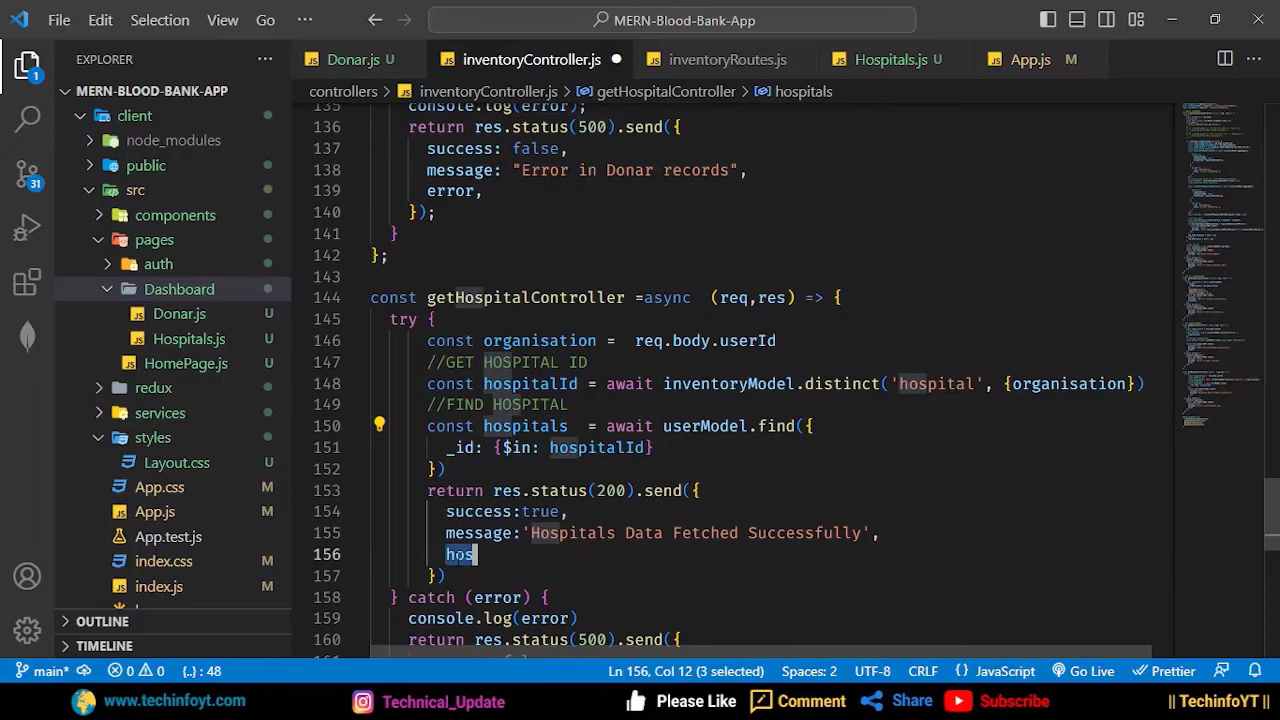 File Edit Selection View Go ··· MERN-Blood-Bank-App
EXPLORER ···
Donar.js U inventoryController.js inventoryRoutes.js Hospitals.js U App.js M ···
controllers > inventoryController.js > getHospitalController > hospitals
MERN-BLOOD-BANK-APP
client
node_modules
public
src
components
pages
auth
Dashboard
Donar.js U
Hospitals.js U
HomePage.js U
redux
services
styles
Layout.css U
App.css M
App.js M
App.test.js
index.css M
index.js M
OUTLINE
TIMELINE
1
31
135 console.log(error);
136 return res.status(500).send({
137 success: false,
138 message: "Error in Donar records",
139 error,
140 });
141 }
142 };
143
144 const getHospitalController =async (req,res) => {
145 try {
146 const organisation = req.body.userId
147 //GET HOSPITAL ID
148 const hospitalId = await inventoryModel.distinct('hospital', {organisation})
149 //FIND HOSPITAL
150 const hospitals = await userModel.find({
151 _id: {$in: hospitalId}
152 })
153 return res.status(200).send({
154 success:true,
155 message:'Hospitals Data Fetched Successfully',
156 hos
157 })
158 } catch (error) {
159 console.log(error)
160 return res.status(500).send({
main* 0 0 {..} : 48 Ln 156, Col 12 (3 selected) Spaces: 2 UTF-8 CRLF {} JavaScript Go Live Prettier
www.techinfoyt.com Technical_Update Please Like Comment Share Subscribe || TechinfoYT ||